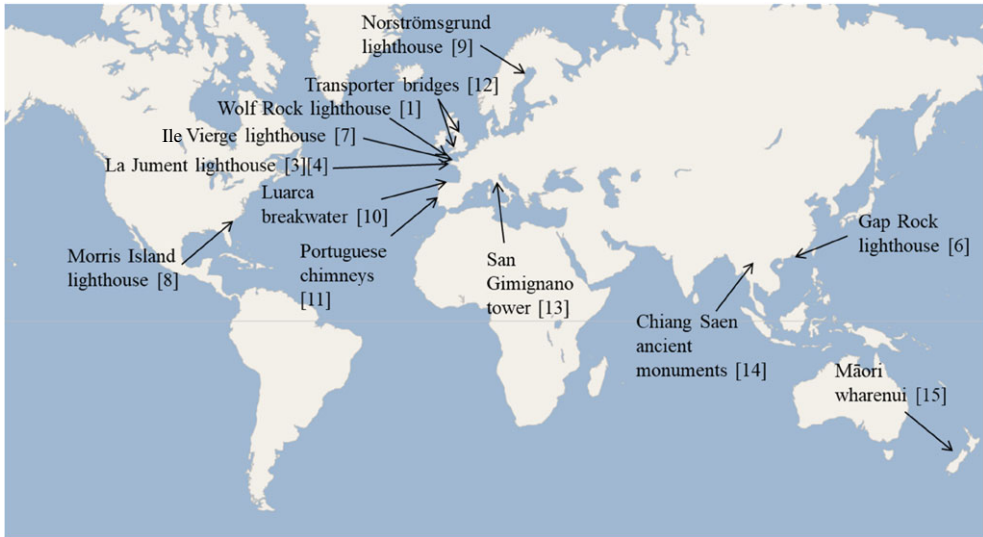 Norströmsgrund
lighthouse [9]
Transporter bridges [12]
Wolf Rock lighthouse [1]
Ile Vierge lighthouse [7]
La Jument lighthouse [3][4]
Luarca
breakwater [10]
Morris Island
lighthouse [8]
Portuguese
chimneys
[11]
San
Gimignano
tower [13]
Gap Rock
lighthouse [6]
Chiang Saen
ancient
monuments [14]
Māori
wharenui [15]